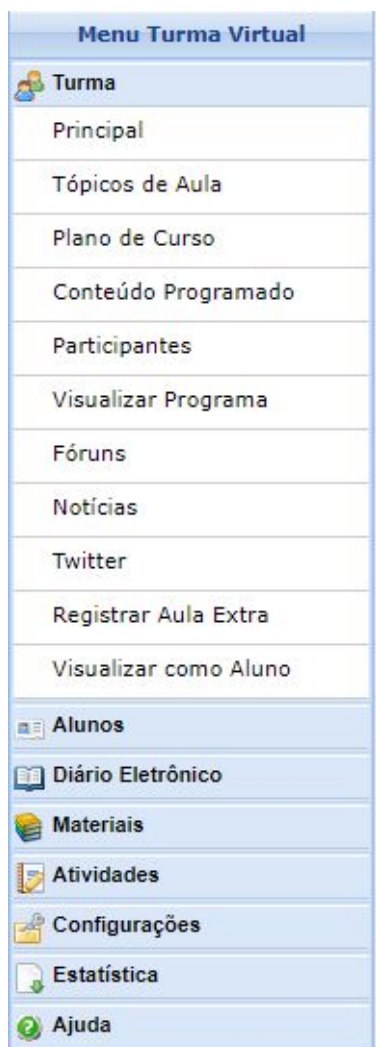 Menu Turma Virtual
Turma
Principal
Tópicos de Aula
Plano de Curso
Conteúdo Programado
Participantes
Visualizar Programa
Fóruns
Notícias
Twitter
Registrar Aula Extra
Visualizar como Aluno
Alunos
Diário Eletrônico
Materiais
Atividades
Configurações
Estatística
Ajuda